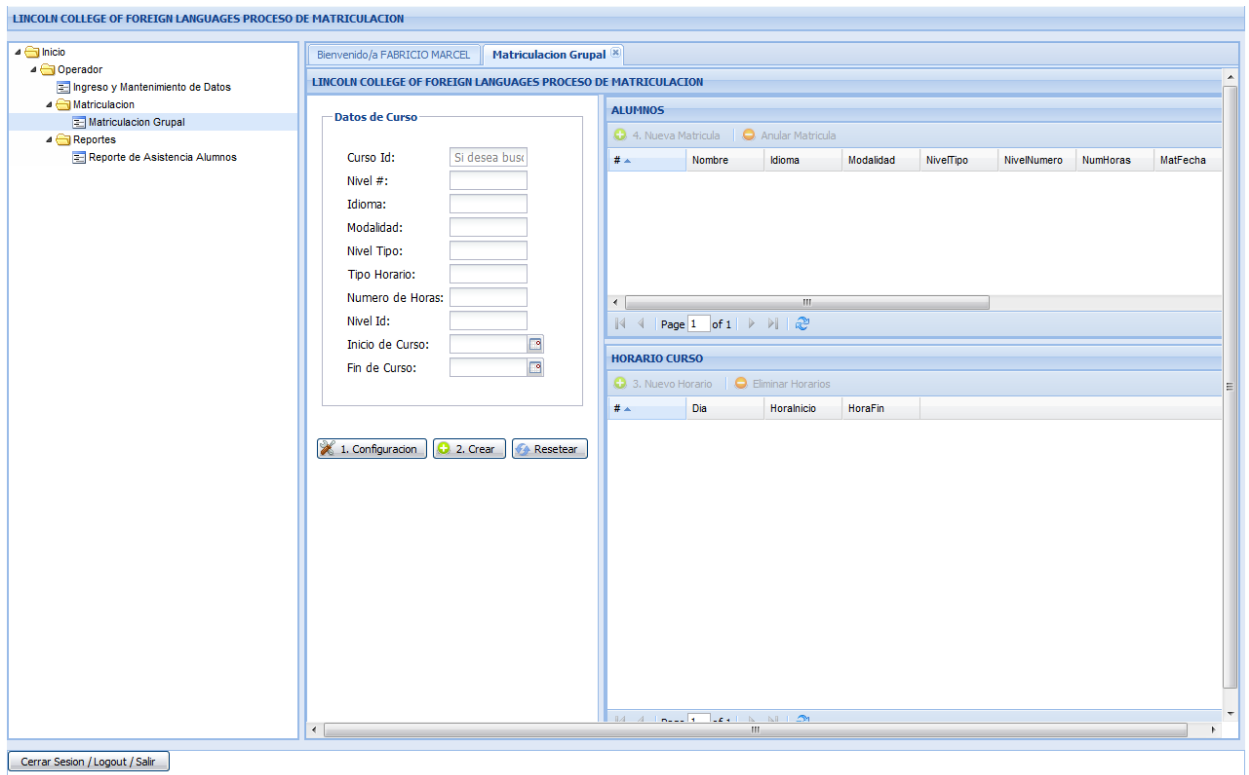 LINCOLN COLLEGE OF FOREIGN LANGUAGES PROCESO DE MATRICULACION
Inicio
Operador
Ingreso y Mantenimiento de Datos
Matriculacion
Matriculacion Grupal
Reportes
Reporte de Asistencia Alumnos
Bienvenido/a FABRICIO MARCEL Matriculacion Grupal
LINCOLN COLLEGE OF FOREIGN LANGUAGES PROCESO DE MATRICULACION
Datos de Curso
Curso Id: Si desea busc
Nivel #:
Idioma:
Modalidad:
Nivel Tipo:
Tipo Horario:
Numero de Horas:
Nivel Id:
Inicio de Curso:
Fin de Curso:
1. Configuracion 2. Crear Resetear
ALUMNOS
4. Nueva Matricula Anular Matricula
# Nombre Idioma Modalidad NivelTipo NivelNumero NumHoras MatFecha
Page 1 of 1
HORARIO CURSO
3. Nuevo Horario Eliminar Horarios
# Dia HoraInicio HoraFin
Page 1 of 1
Cerrar Sesion / Logout / Salir